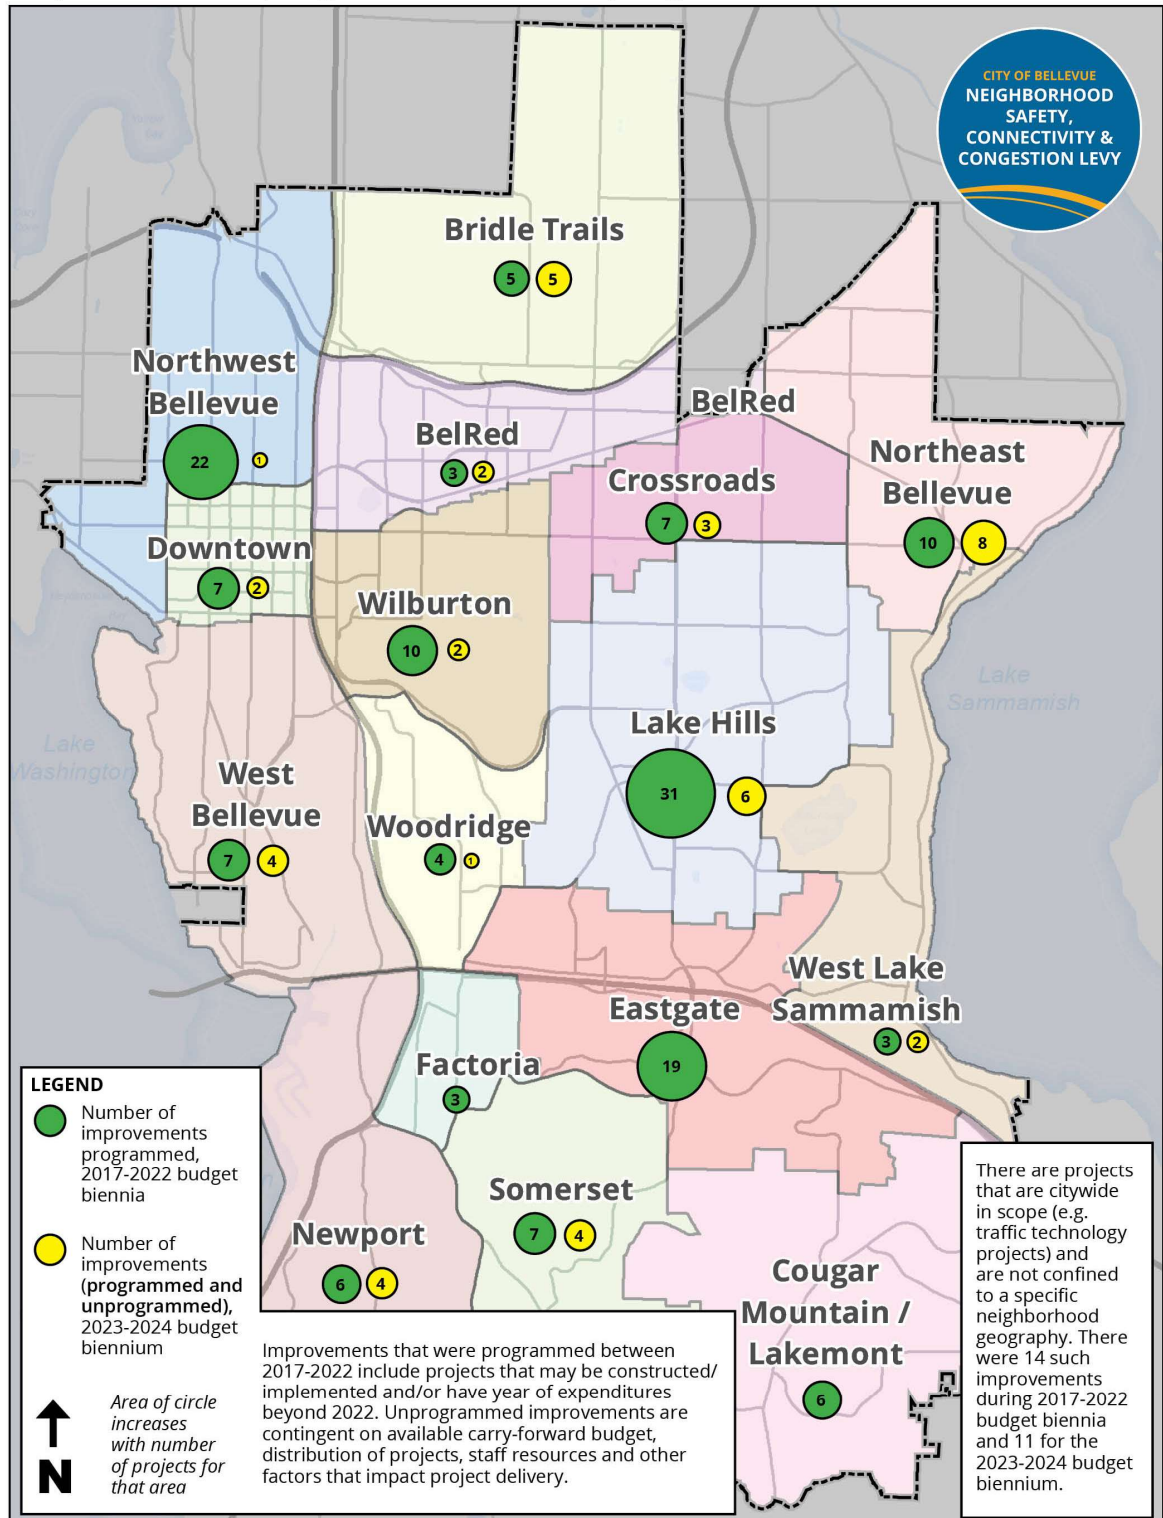 CITY OF BELLEVUE
NEIGHBORHOOD
SAFETY,
CONNECTIVITY &
CONGESTION LEVY
Bridle Trails
5 5
Northwest
Bellevue
22 1
BelRed
BelRed
3 2
Crossroads
7 3
Northeast
Bellevue
10 8
Downtown
7 2
Wilburton
10 2
Lake
Sammamish
Lake Hills
31 6
Lake
Washington
West
Bellevue
7 4
Woodridge
4 1
West Lake
Sammamish
3 2
Eastgate
19
Factoria
3
Somerset
7 4
Newport
6 4
Cougar
Mountain /
Lakemont
6
LEGEND
Number of
improvements
programmed,
2017-2022 budget
biennia
Number of
improvements
(programmed and
unprogrammed),
2023-2024 budget
biennium
Area of circle
increases
with number
of projects for
that area
N
Improvements that were programmed between
2017-2022 include projects that may be constructed/
implemented and/or have year of expenditures
beyond 2022. Unprogrammed improvements are
contingent on available carry-forward budget,
distribution of projects, staff resources and other
factors that impact project delivery.
There are projects
that are citywide
in scope (e.g.
traffic technology
projects) and
are not confined
to a specific
neighborhood
geography. There
were 14 such
improvements
during 2017-2022
budget biennia
and 11 for the
2023-2024 budget
biennium.